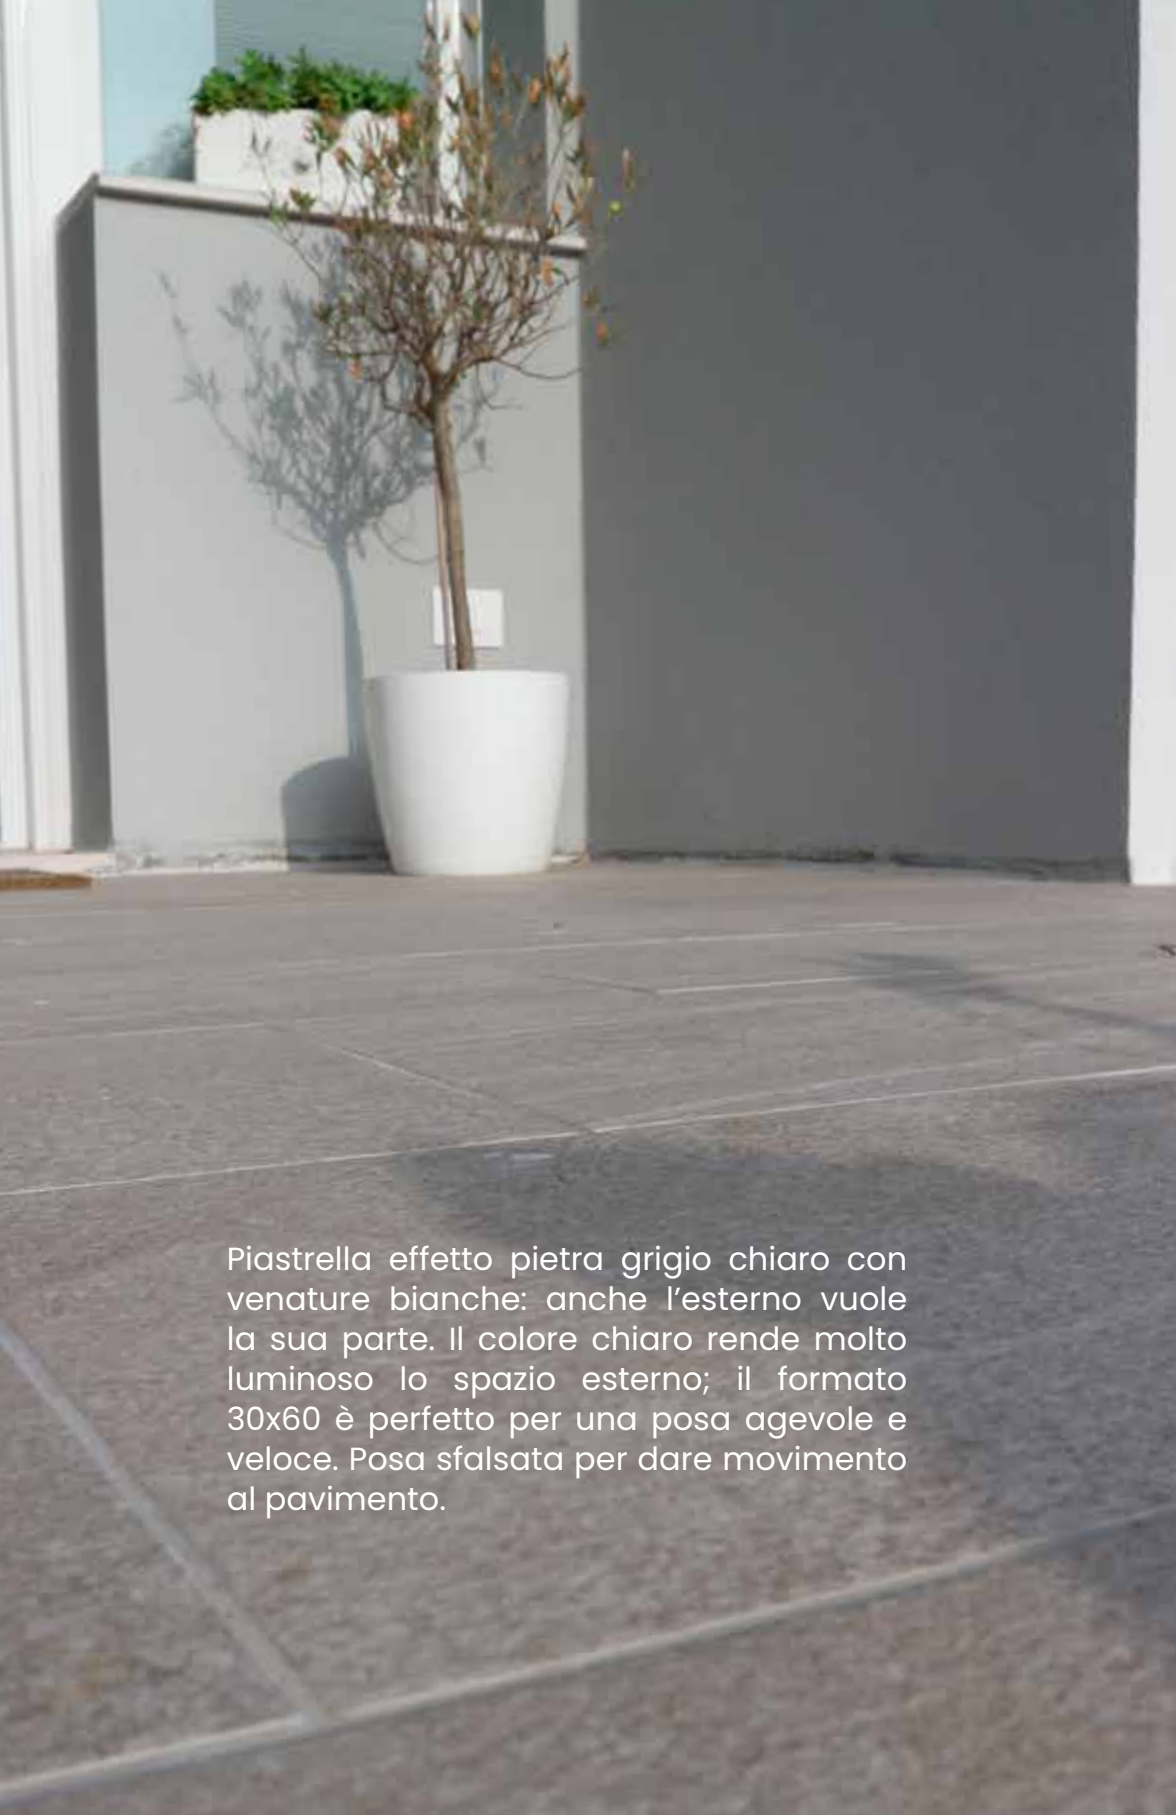 Piastrella effetto pietra grigio chiaro con
venature bianche: anche l’esterno vuole
la sua parte. Il colore chiaro rende molto
luminoso lo spazio esterno; il formato
30x60 è perfetto per una posa agevole e
veloce. Posa sfalsata per dare movimento
al pavimento.